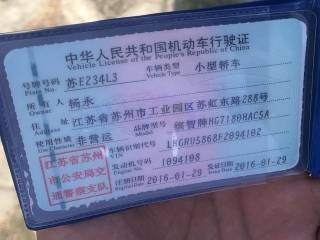 中华人民共和国机动车行驶证
Vehicle License of the People's Republic of China
号牌号码 苏E234L3 车辆类型 小型轿车
Plate No. Vehicle Type
所有人 杨永
Owner
住址 江苏省苏州市工业园区苏虹东路288号
Address
使用性质 非营运 品牌型号 缤智牌HG7180HAC5A
Use Character Model
江苏省苏州
市公安局交
通警察支队
车辆识别代号 LHGRU5868F2094102
VIN
发动机号码 1094108
Engine No.
注册日期 2016-01-29 发证日期 2016-01-29
Register Date Issue Date